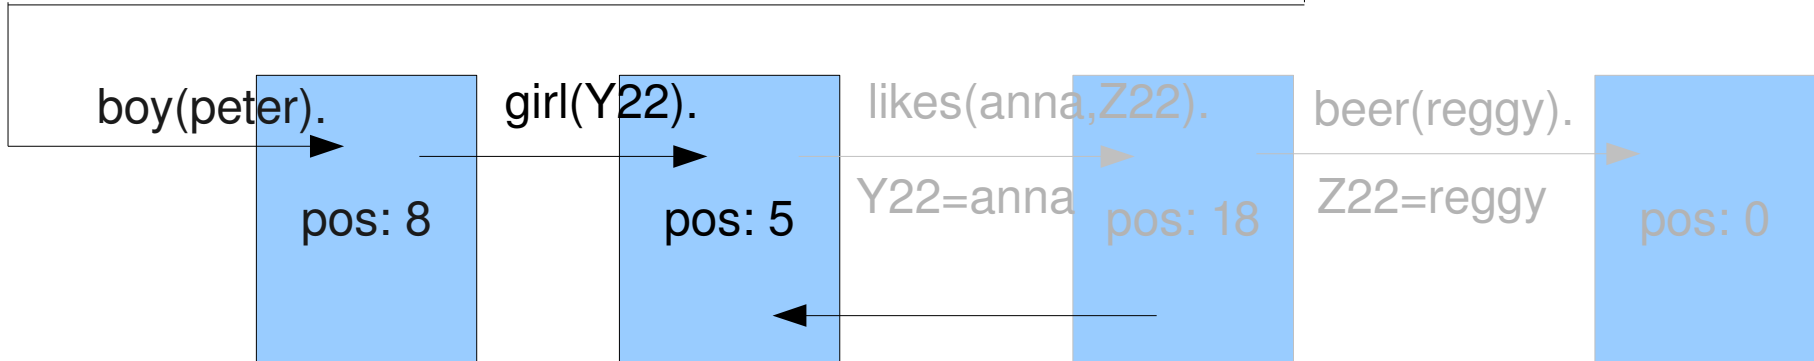 boy(peter).
girl(Y22).
likes(anna,Z22).
beer(reggy).
Y22=anna
Z22=reggy
pos: 8
pos: 5
pos: 18
pos: 0